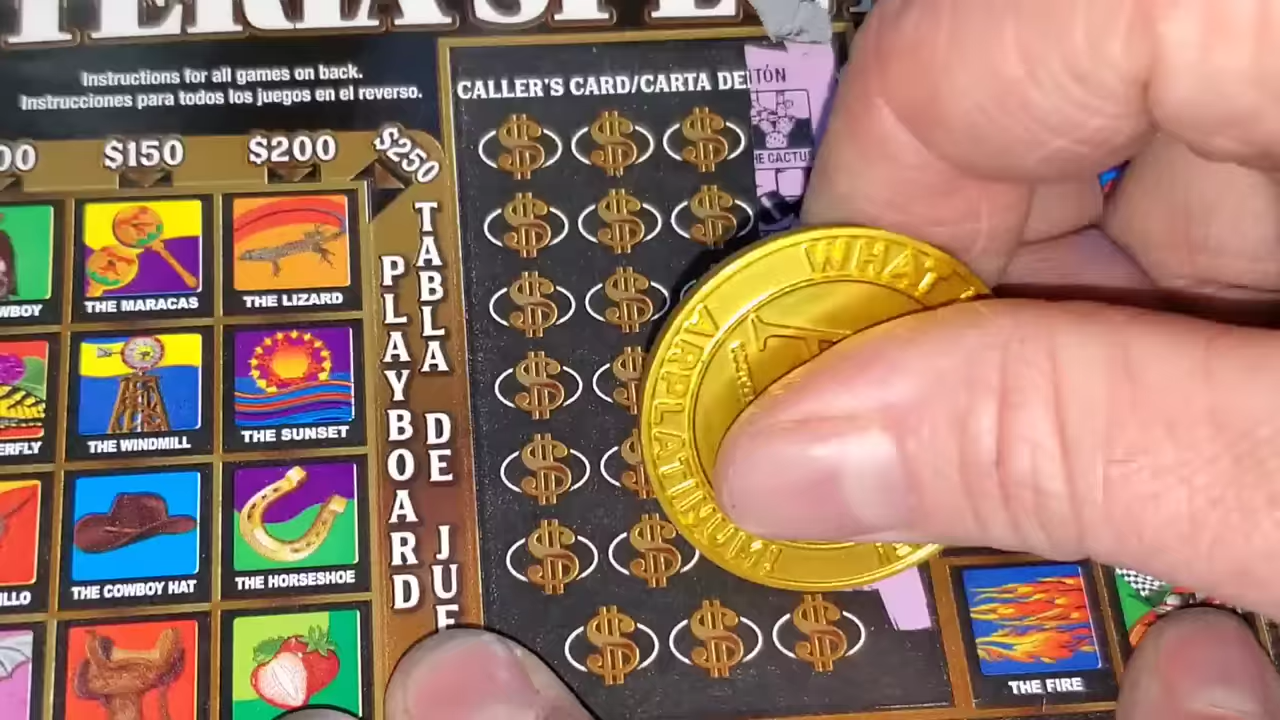 Instructions for all games on back.
Instrucciones para todos los juegos en el reverso.
$150
$200
$250
CALLER'S CARD/CARTA DE
THE CACTUS
THE MARACAS
THE LIZARD
THE WINDMILL
THE SUNSET
THE COWBOY HAT
THE HORSESHOE
PLAYBOARD
TABLA DE
WHAT
AIRPLATINUM1
THE FIRE